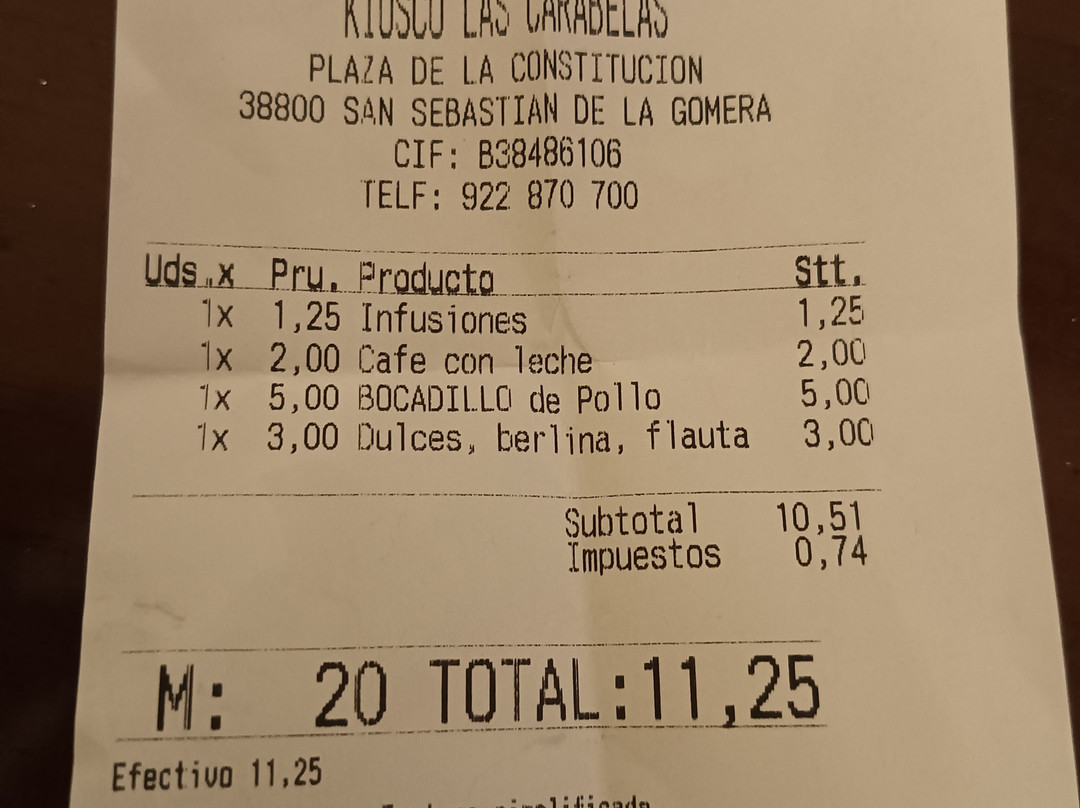 KIOSCO LAS CARABELAS
PLAZA DE LA CONSTITUCION
38800 SAN SEBASTIAN DE LA GOMERA
CIF: B38486106
TELF: 922 870 700
Uds.x Pru. Producto Stt.
1x 1,25 Infusiones 1,25
1x 2,00 Cafe con leche 2,00
1x 5,00 BOCADILLO de Pollo 5,00
1x 3,00 Dulces, berlina, flauta 3,00
Subtotal 10,51
Impuestos 0,74
M: 20 TOTAL:11,25
Efectivo 11,25
simplificada